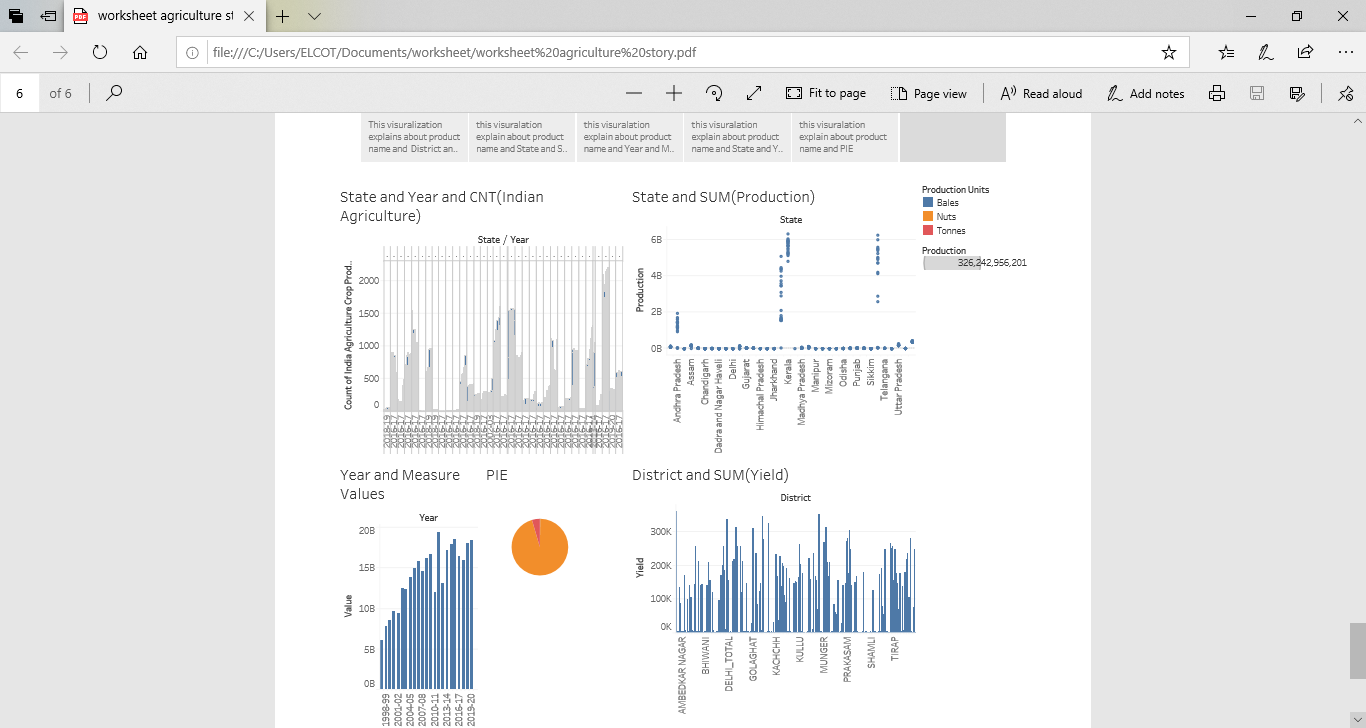 worksheet agriculture st
file:///C:/Users/ELCOT/Documents/worksheet/worksheet%20agriculture%20story.pdf
6 of 6
Fit to page
Page view
Read aloud
Add notes
This visuralization
explains about product
name and District an..
this visuralation
explain about product
name and State and S..
this visuralation
explain about product
name and Year and M..
this visuralation
explain about product
name and State and Y..
this visuralation
explain about product
name and PIE
State and Year and CNT(Indian
Agriculture)
State / Year
Count of India Agriculture Crop Prod..
2000
1500
1000
500
0
State and SUM(Production)
State
Production
6B
4B
2B
0B
Andhra Pradesh
Assam
Chandigarh
Dadra and Nagar Haveli
Delhi
Gujarat
Himachal Pradesh
Jharkhand
Kerala
Madhya Pradesh
Manipur
Mizoram
Odisha
Punjab
Sikkim
Telangana
Uttar Pradesh
Production Units
Bales
Nuts
Tonnes
Production
326,242,956,201
Year and Measure
Values
Year
Value
20B
15B
10B
5B
0B
1998-99
2001-02
2004-05
2007-08
2010-11
2013-14
2016-17
2019-20
PIE
District and SUM(Yield)
District
Yield
300K
200K
100K
0K
AMBEDKAR NAGAR
BHIWANI
DELHI_TOTAL
GOLAGHAT
KACHCHH
KULLU
MUNGER
PRAKASAM
SHAMLI
TIRAP